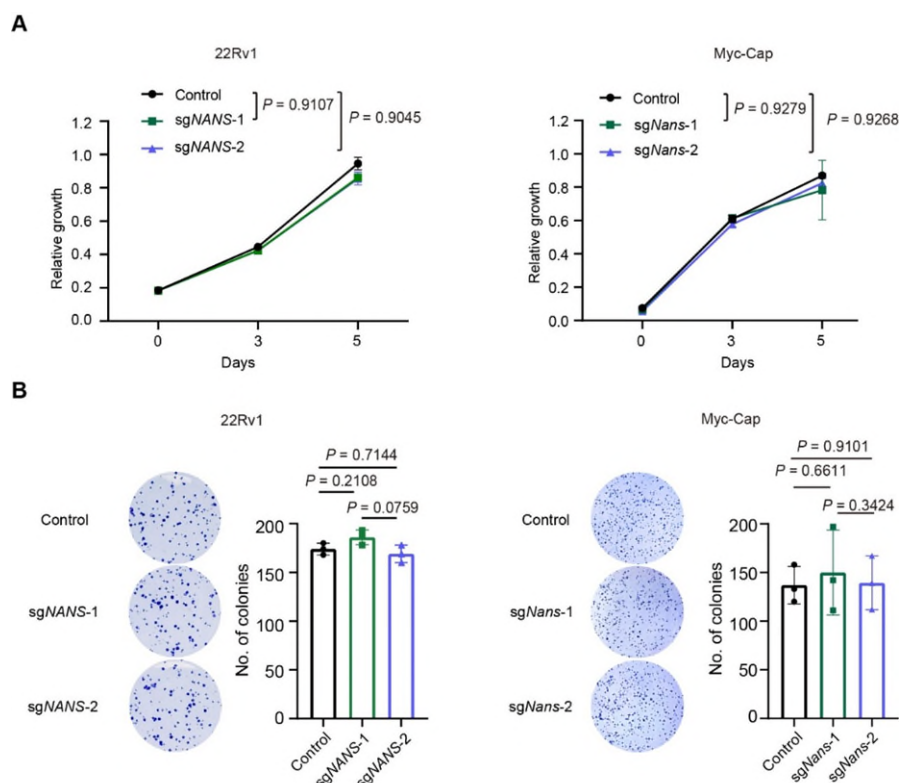 A
22Rv1
Control
sgNANS-1
sgNANS-2
P = 0.9107
P = 0.9045
Relative growth
1.2
1.0
0.8
0.6
0.4
0.2
0.0
0
3
5
Days
Myc-Cap
Control
sgNans-1
sgNans-2
P = 0.9279
P = 0.9268
Relative growth
1.2
1.0
0.8
0.6
0.4
0.2
0.0
0
3
5
Days
B
22Rv1
Control
sgNANS-1
sgNANS-2
P = 0.7144
P = 0.2108
P = 0.0759
No. of colonies
200
150
100
50
0
Control
sgNANS-1
sgNANS-2
Myc-Cap
Control
sgNans-1
sgNans-2
P = 0.9101
P = 0.6611
P = 0.3424
No. of colonies
200
150
100
50
0
Control
sgNans-1
sgNans-2